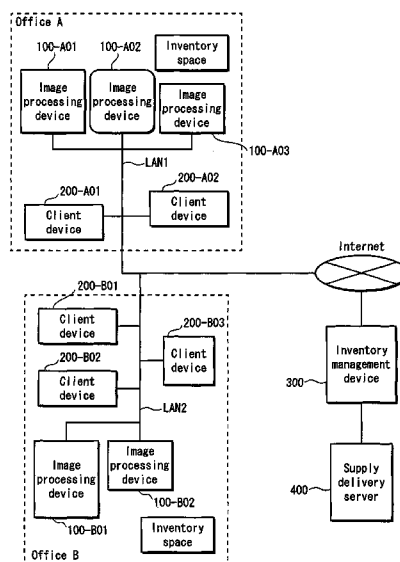 Office A
100-A01
100-A02
Inventory
space
Image
processing
device
Image
processing
device
Image
processing
device
100-A03
LAN1
200-A01
200-A02
Client
device
Client
device
Internet
200-B01
Client
device
200-B03
Client
device
200-B02
Client
device
Inventory
management
device
300
LAN2
Image
processing
device
Image
processing
device
Supply
delivery
server
400
100-B02
100-B01
Inventory
space
Office B